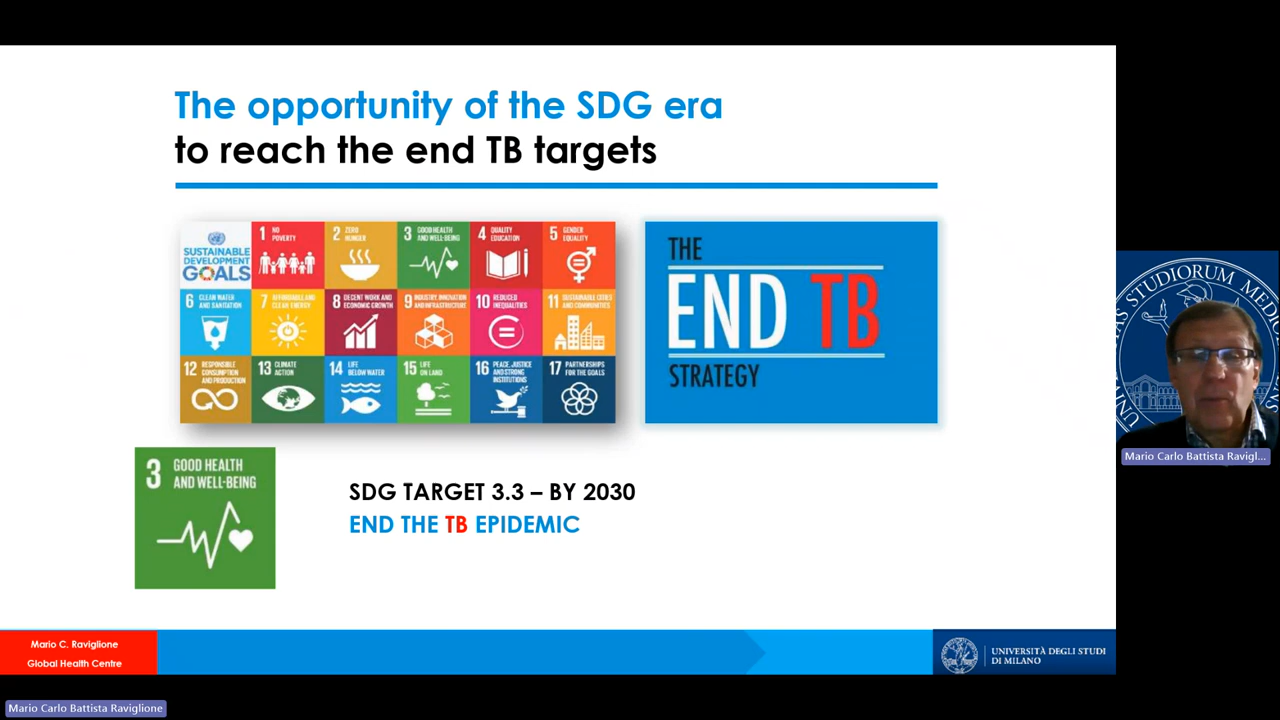 The opportunity of the SDG era
to reach the end TB targets
SUSTAINABLE
DEVELOPMENT
GOALS
1 NO
POVERTY
2 ZERO
HUNGER
3 GOOD HEALTH
AND WELL-BEING
4 QUALITY
EDUCATION
5 GENDER
EQUALITY
6 CLEAN WATER
AND SANITATION
7 AFFORDABLE AND
CLEAN ENERGY
8 DECENT WORK AND
ECONOMIC GROWTH
9 INDUSTRY, INNOVATION
AND INFRASTRUCTURE
10 REDUCED
INEQUALITIES
11 SUSTAINABLE CITIES
AND COMMUNITIES
12 RESPONSIBLE
CONSUMPTION
AND PRODUCTION
13 CLIMATE
ACTION
14 LIFE
BELOW WATER
15 LIFE
ON LAND
16 PEACE, JUSTICE
AND STRONG
INSTITUTIONS
17 PARTNERSHIPS
FOR THE GOALS
THE
END TB
STRATEGY
3 GOOD HEALTH
AND WELL-BEING
SDG TARGET 3.3 – BY 2030
END THE TB EPIDEMIC
Mario C. Raviglione
Global Health Centre
UNIVERSITÀ DEGLI STUDI
DI MILANO
STUDIORUM
Mario Carlo Battista Ravigl...
Mario Carlo Battista Raviglione